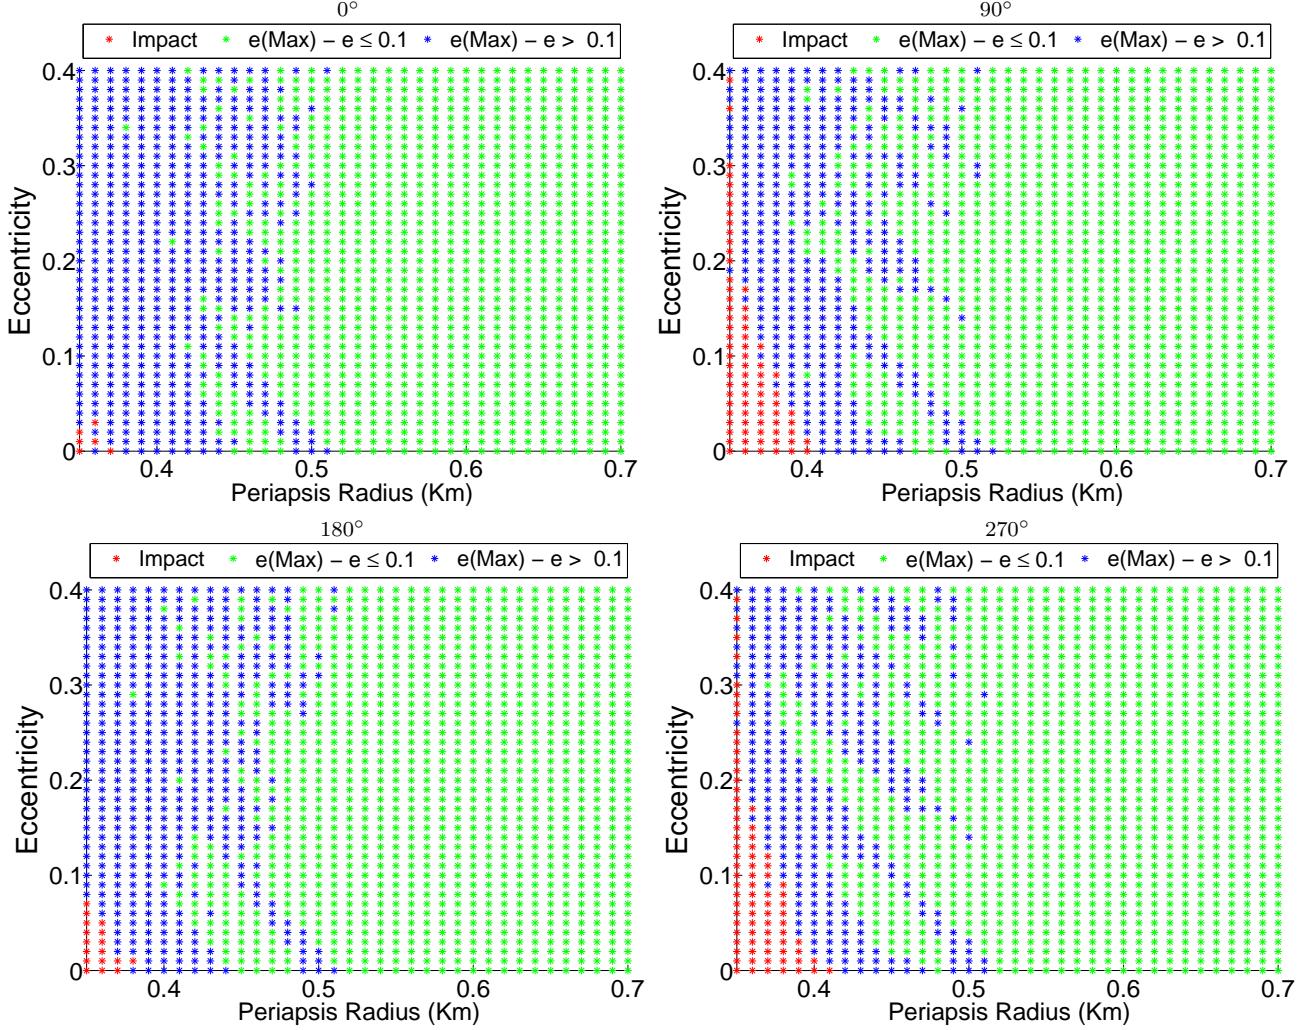 0°
* Impact * e(Max) − e ≤ 0.1 * e(Max) − e > 0.1
0.4
0.3
0.2
0.1
0
Eccentricity
0.4 0.5 0.6 0.7
Periapsis Radius (Km)
90°
* Impact * e(Max) − e ≤ 0.1 * e(Max) − e > 0.1
0.4
0.3
0.2
0.1
0
Eccentricity
0.4 0.5 0.6 0.7
Periapsis Radius (Km)
180°
* Impact * e(Max) − e ≤ 0.1 * e(Max) − e > 0.1
0.4
0.3
0.2
0.1
0
Eccentricity
0.4 0.5 0.6 0.7
Periapsis Radius (Km)
270°
* Impact * e(Max) − e ≤ 0.1 * e(Max) − e > 0.1
0.4
0.3
0.2
0.1
0
Eccentricity
0.4 0.5 0.6 0.7
Periapsis Radius (Km)